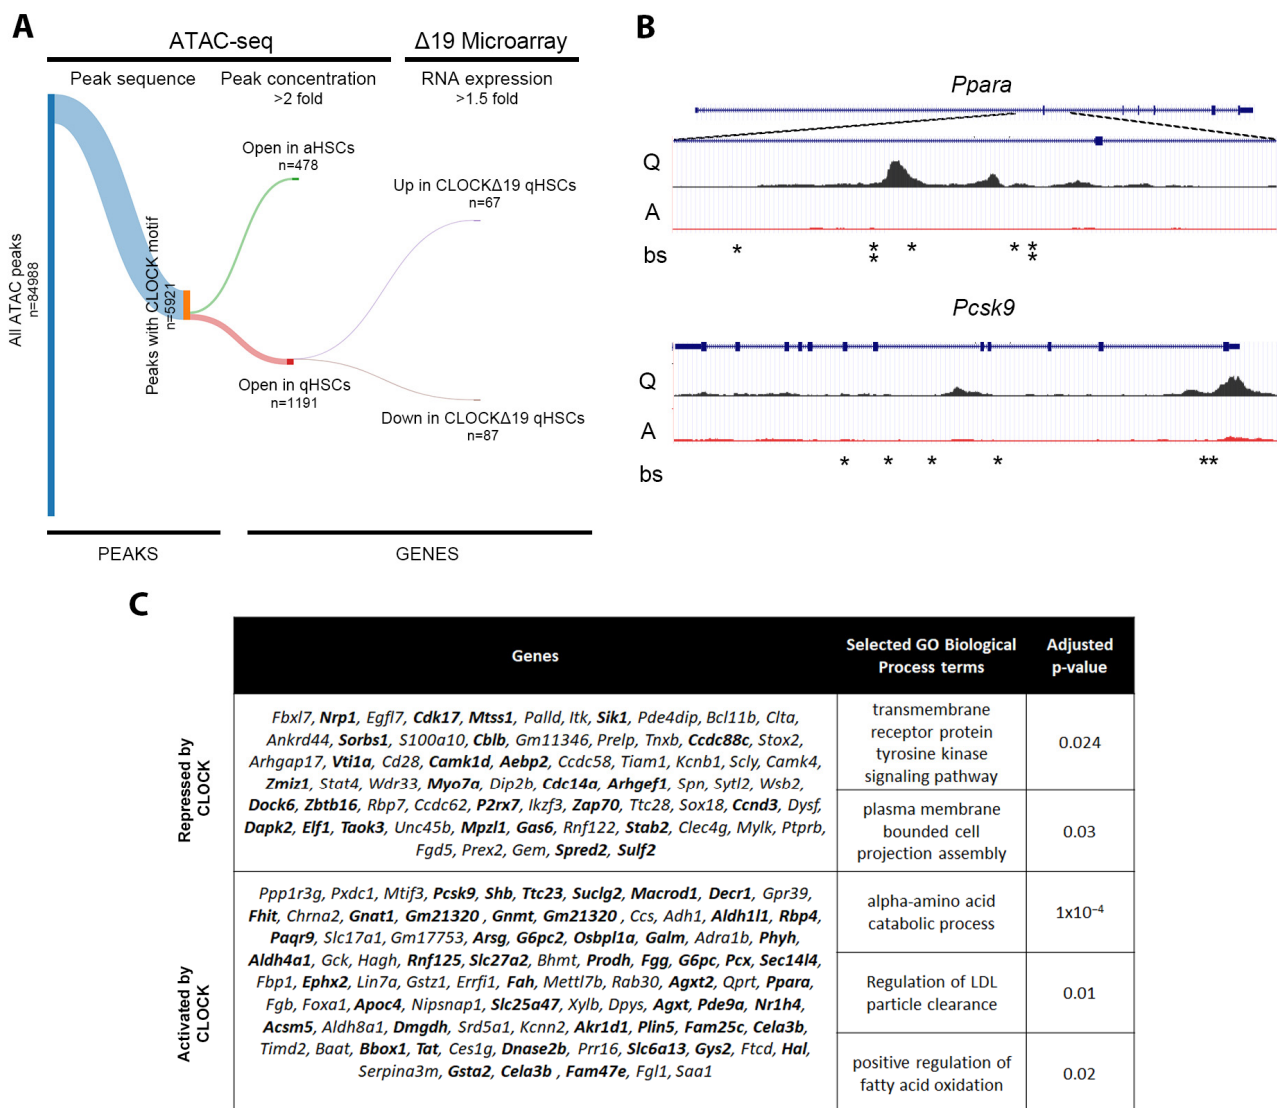 A
ATAC-seq
Δ19 Microarray
Peak sequence
Peak concentration
>2 fold
RNA expression
>1.5 fold
All ATAC peaks
n=84988
Peaks with CLOCK motif
n=5921
Open in aHSCs
n=478
Open in qHSCs
n=1191
Up in CLOCKΔ19 qHSCs
n=67
Down in CLOCKΔ19 qHSCs
n=87
PEAKS
GENES
B
Ppara
Q
A
bs
* * * * * * *
* *
Pcsk9
Q
A
bs
* * * * **
C
Genes
Selected GO Biological
Process terms
Adjusted
p-value
Repressed by
CLOCK
Fbxl7, Nrp1, Egfl7, Cdk17, Mtss1, Palld, Itk, Sik1, Pde4dip, Bcl11b, Clta,
Ankrd44, Sorbs1, S100a10, Cblb, Gm11346, Prelp, Tnxb, Ccdc88c, Stox2,
Arhgap17, Vti1a, Cd28, Camk1d, Aebp2, Ccdc58, Tiam1, Kcnb1, Scly, Camk4,
Zmiz1, Stat4, Wdr33, Myo7a, Dip2b, Cdc14a, Arhgef1, Spn, Sytl2, Wsb2,
Dock6, Zbtb16, Rbp7, Ccdc62, P2rx7, Ikzf3, Zap70, Ttc28, Sox18, Ccnd3, Dysf,
Dapk2, Elf1, Taok3, Unc45b, Mpzl1, Gas6, Rnf122, Stab2, Clec4g, Mylk, Ptprb,
Fgd5, Prex2, Gem, Spred2, Sulf2
transmembrane
receptor protein
tyrosine kinase
signaling pathway
0.024
plasma membrane
bounded cell
projection assembly
0.03
Activated by
CLOCK
Ppp1r3g, Pxdc1, Mtif3, Pcsk9, Shb, Ttc23, Suclg2, Macrod1, Decr1, Gpr39,
Fhit, Chrna2, Gnat1, Gm21320 , Gnmt, Gm21320 , Ccs, Adh1, Aldh1l1, Rbp4,
Paqr9, Slc17a1, Gm17753, Arsg, G6pc2, Osbpl1a, Galm, Adra1b, Phyh,
Aldh4a1, Gck, Hagh, Rnf125, Slc27a2, Bhmt, Prodh, Fgg, G6pc, Pcx, Sec14l4,
Fbp1, Ephx2, Lin7a, Gstz1, Errfi1, Fah, Mettl7b, Rab30, Agxt2, Qprt, Ppara,
Fgb, Foxa1, Apoc4, Nipsnap1, Slc25a47, Xylb, Dpys, Agxt, Pde9a, Nr1h4,
Acsm5, Aldh8a1, Dmgdh, Srd5a1, Kcnn2, Akr1d1, Plin5, Fam25c, Cela3b,
Timd2, Baat, Bbox1, Tat, Ces1g, Dnase2b, Prr16, Slc6a13, Gys2, Ftcd, Hal,
Serpina3m, Gsta2, Cela3b , Fam47e, Fgl1, Saa1
alpha-amino acid
catabolic process
1x10⁻⁴
Regulation of LDL
particle clearance
0.01
positive regulation of
fatty acid oxidation
0.02